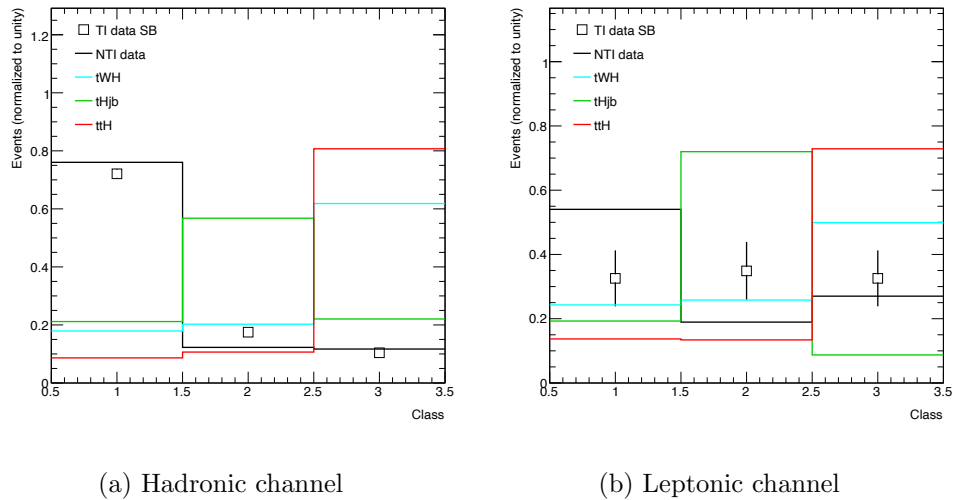 Events (normalized to unity)
1.2
1
0.8
0.6
0.4
0.2
0
TI data SB
NTI data
tWH
tHjb
ttH
0.5 1 1.5 2 2.5 3 3.5
Class
(a) Hadronic channel
Events (normalized to unity)
1
0.8
0.6
0.4
0.2
0
TI data SB
NTI data
tWH
tHjb
ttH
0.5 1 1.5 2 2.5 3 3.5
Class
(b) Leptonic channel